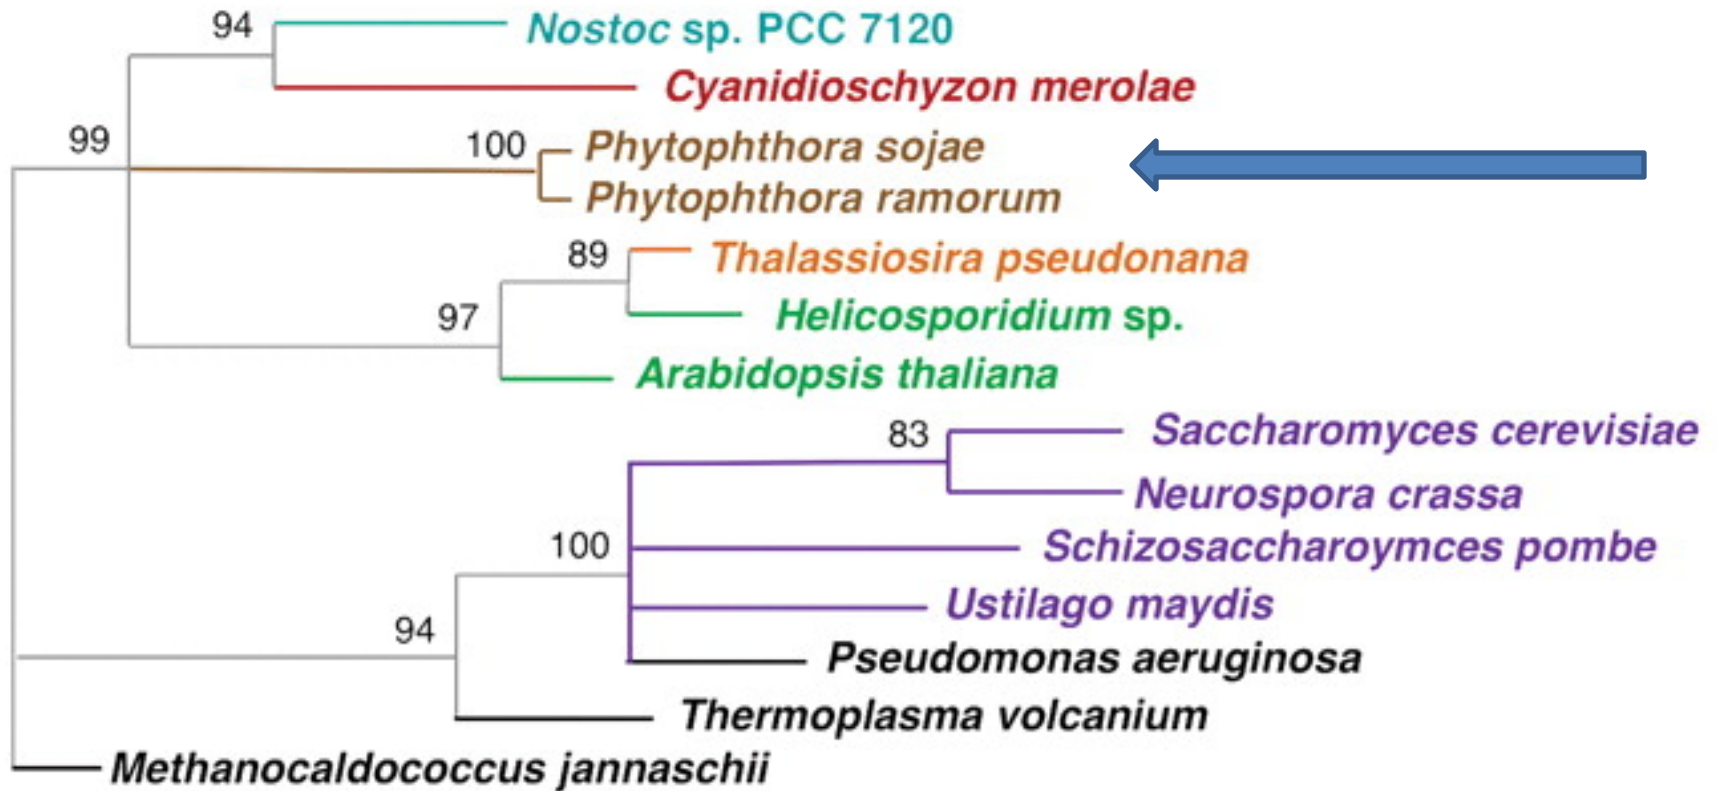 94
Nostoc sp. PCC 7120
Cyanidioschyzon merolae
99
100
Phytophthora sojae
Phytophthora ramorum
89
Thalassiosira pseudonana
97
Helicosporidium sp.
Arabidopsis thaliana
83
Saccharomyces cerevisiae
Neurospora crassa
100
Schizosaccharoymces pombe
Ustilago maydis
94
Pseudomonas aeruginosa
Thermoplasma volcanium
Methanocaldococcus jannaschii